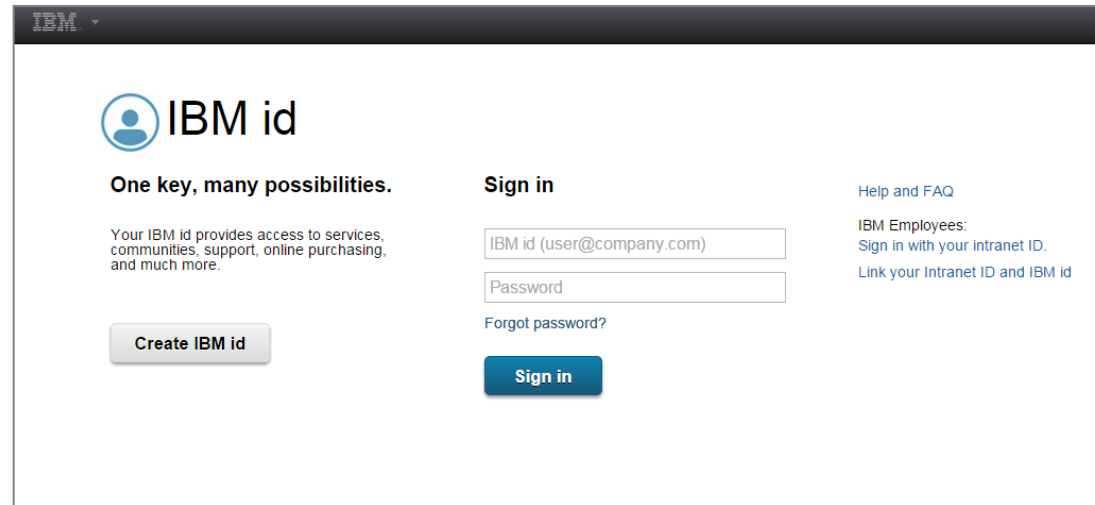 IBM
IBM id
One key, many possibilities.
Your IBM id provides access to services,
communities, support, online purchasing,
and much more.
Create IBM id
Sign in
IBM id (user@company.com)
Password
Forgot password?
Sign in
Help and FAQ
IBM Employees:
Sign in with your intranet ID.
Link your Intranet ID and IBM id